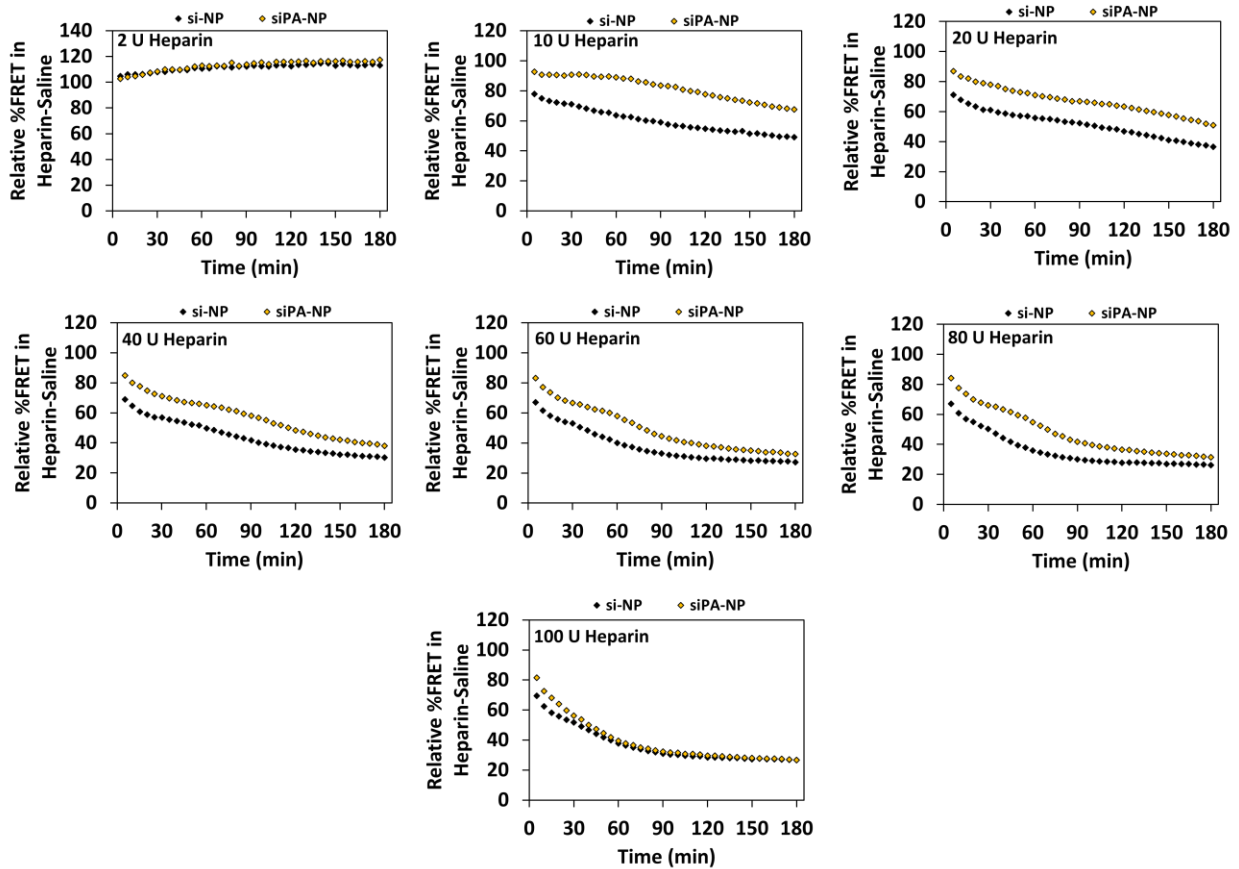 si-NP siPA-NP
2 U Heparin
Relative %FRET in
Heparin-Saline
140
120
100
80
60
40
20
0
0 30 60 90 120 150 180
Time (min)
si-NP siPA-NP
10 U Heparin
Relative %FRET in
Heparin-Saline
120
100
80
60
40
20
0
0 30 60 90 120 150 180
Time (min)
si-NP siPA-NP
20 U Heparin
Relative %FRET in
Heparin-Saline
120
100
80
60
40
20
0
0 30 60 90 120 150 180
Time (min)
si-NP siPA-NP
40 U Heparin
Relative %FRET in
Heparin-Saline
120
100
80
60
40
20
0
0 30 60 90 120 150 180
Time (min)
si-NP siPA-NP
60 U Heparin
Relative %FRET in
Heparin-Saline
120
100
80
60
40
20
0
0 30 60 90 120 150 180
Time (min)
si-NP siPA-NP
80 U Heparin
Relative %FRET in
Heparin-Saline
120
100
80
60
40
20
0
0 30 60 90 120 150 180
Time (min)
si-NP siPA-NP
100 U Heparin
Relative %FRET in
Heparin-Saline
120
100
80
60
40
20
0
0 30 60 90 120 150 180
Time (min)